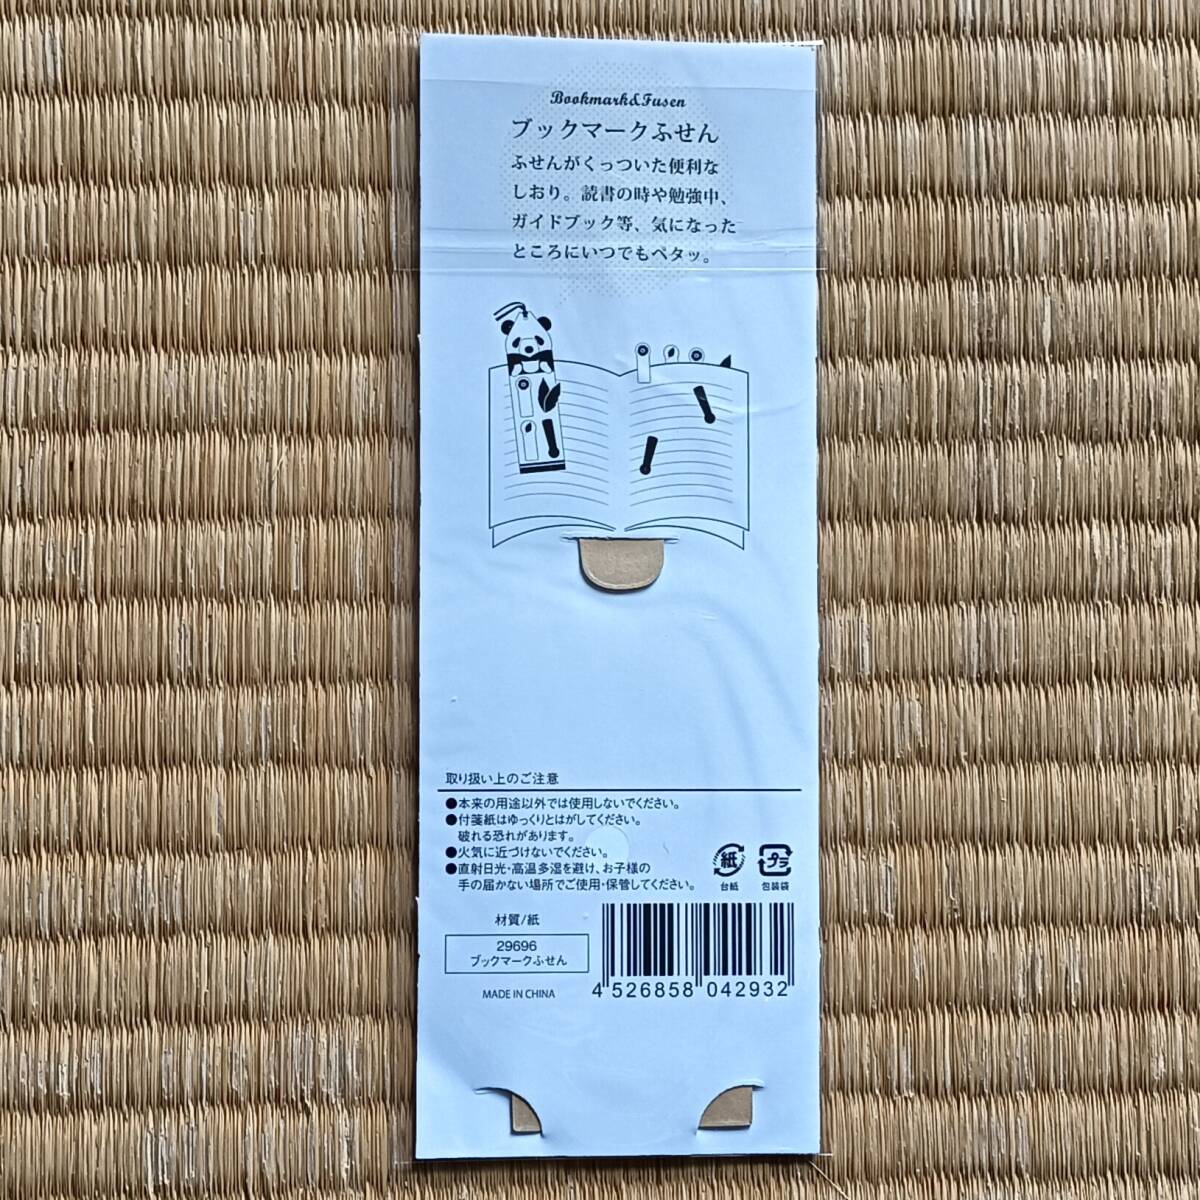 Bookmark&Fusen
ブックマークふせん
ふせんがくっついた便利な
しおり。読書の時や勉強中、
ガイドブック等、気になった
ところにいつでもペタッ。
取り扱い上のご注意
●本来の用途以外では使用しないでください。
●付箋紙はゆっくりとはがしてください。
破れる恐れがあります。
●火気に近づけないでください。
●直射日光・高温多湿を避け、お子様の
手の届かない場所でご使用・保管してください。
紙
台紙
プラ
包装袋
材質/紙
29696
ブックマークふせん
MADE IN CHINA
4 526858 042932